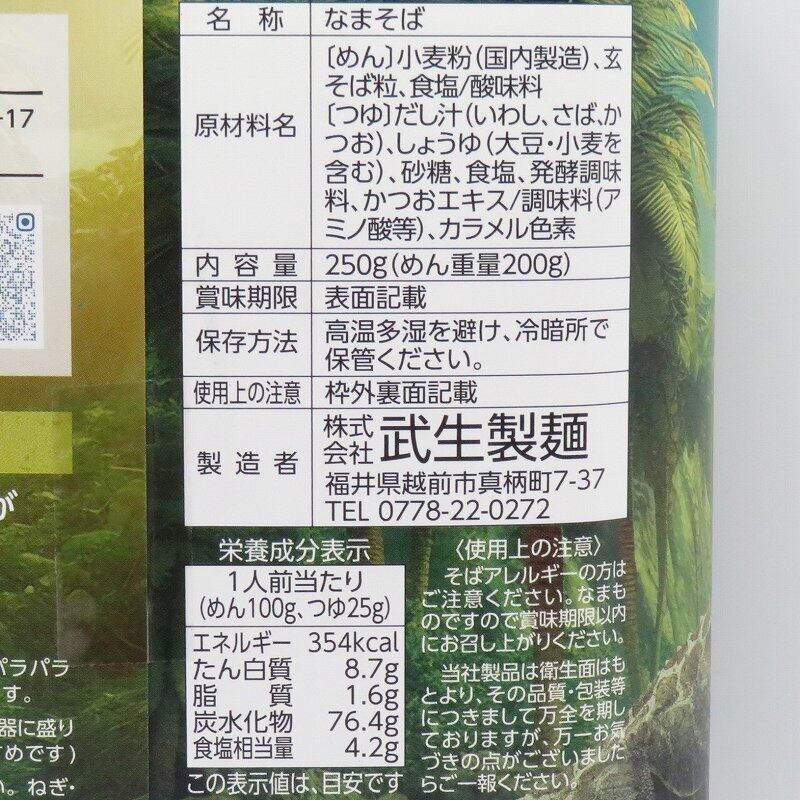 名称 なまそば
原材料名
〔めん〕小麦粉(国内製造)、玄
そば粒、食塩/酸味料
〔つゆ〕だし汁(いわし、さば、か
つお)、しょうゆ(大豆・小麦を
含む)、砂糖、食塩、発酵調味
料、かつおエキス/調味料(ア
ミノ酸等)、カラメル色素
内容量 250g(めん重量200g)
賞味期限 表面記載
保存方法
高温多湿を避け、冷暗所で
保管ください。
使用上の注意 枠外裏面記載
製造者
株式会社 武生製麺
福井県越前市真柄町7-37
TEL 0778-22-0272
栄養成分表示
1人前当たり
(めん100g、つゆ25g)
エネルギー 354kcal
たん白質 8.7g
脂質 1.6g
炭水化物 76.4g
食塩相当量 4.2g
この表示値は、目安です
〈使用上の注意〉
そばアレルギーの方は
ご注意ください。なまも
のですので賞味期限以内
にお召し上がりください。
当社製品は衛生面はも
とより、その品質・包装等
につきまして万全を期し
ておりますが、万一お気
づきの点がございました
らご一報ください。
-17
が
パラパラ
す。
器に盛り
すめです)
い。ねぎ・